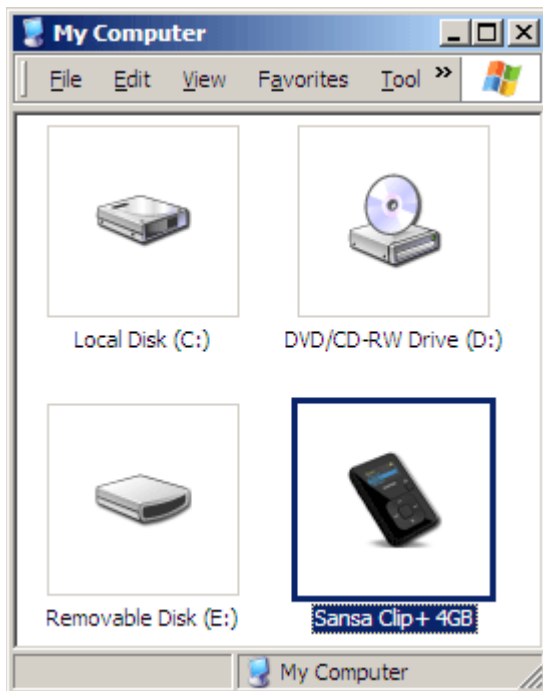 My Computer
File Edit View Favorites Tool »
Local Disk (C:)
DVD/CD-RW Drive (D:)
Removable Disk (E:)
Sansa Clip+ 4GB
My Computer